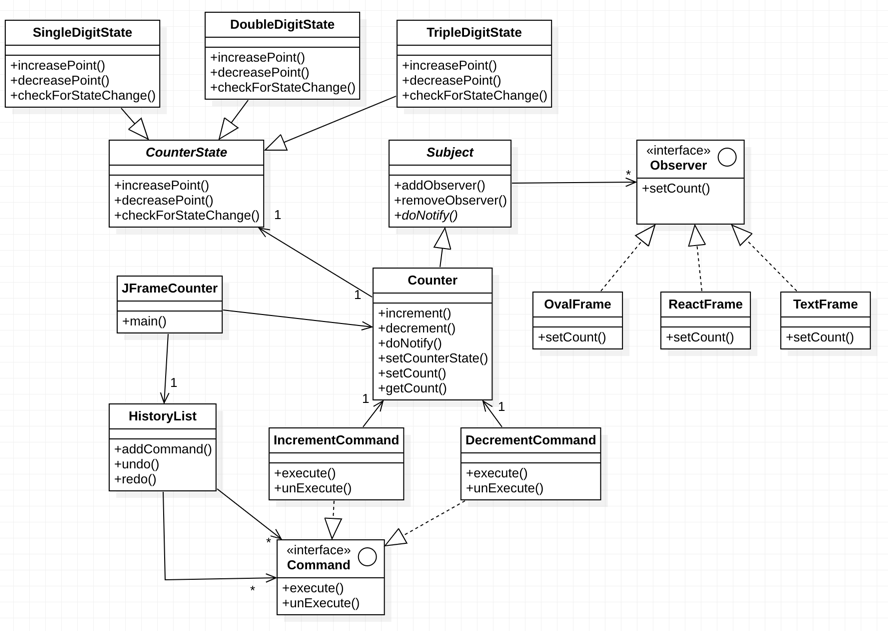 SingleDigitState
+increasePoint()
+decreasePoint()
+checkForStateChange()
DoubleDigitState
+increasePoint()
+decreasePoint()
+checkForStateChange()
TripleDigitState
+increasePoint()
+decreasePoint()
+checkForStateChange()
CounterState
+increasePoint()
+decreasePoint()
+checkForStateChange()
1
Subject
+addObserver()
+removeObserver()
+doNotify()
*
«interface»
Observer
+setCount()
JFrameCounter
+main()
1
Counter
+increment()
+decrement()
+doNotify()
+setCounterState()
+setCount()
+getCount()
OvalFrame
+setCount()
ReactFrame
+setCount()
TextFrame
+setCount()
1
1
1
HistoryList
+addCommand()
+undo()
+redo()
IncrementCommand
+execute()
+unExecute()
DecrementCommand
+execute()
+unExecute()
*
*
«interface»
Command
+execute()
+unExecute()